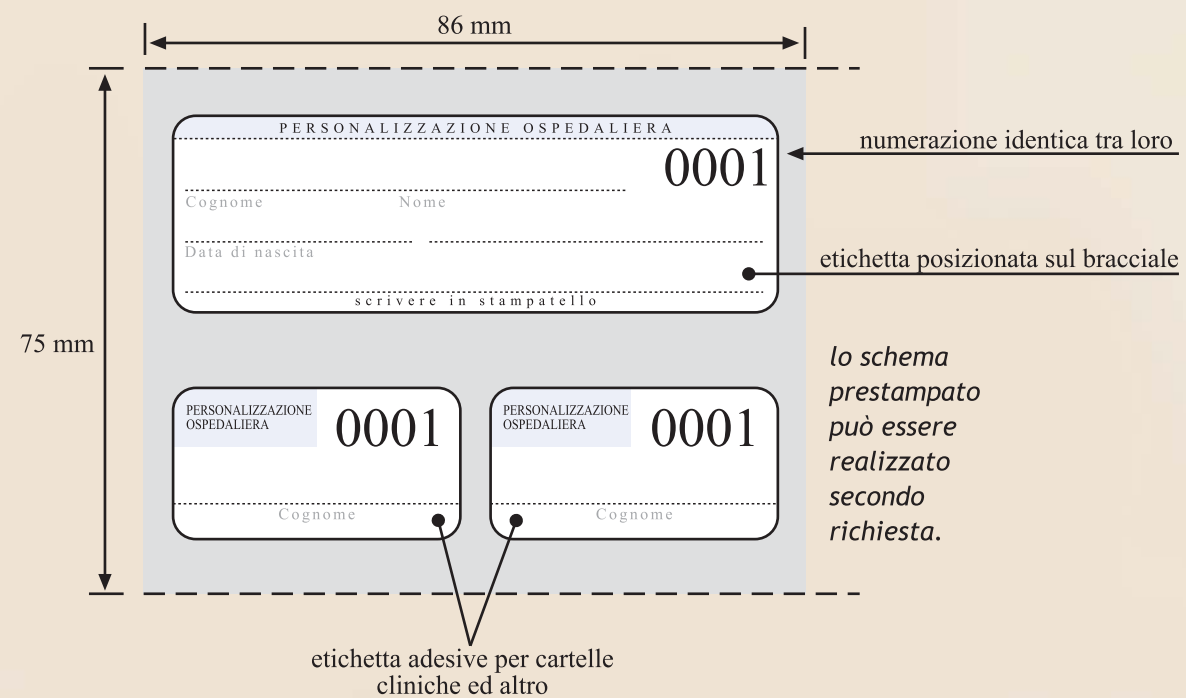 86 mm
PERSONALIZZAZIONE OSPEDALIERA
0001
numerazione identica tra loro
Cognome Nome
Data di nascita
etichetta posizionata sul bracciale
scrivere in stampatello
75 mm
lo schema
prestampato
può essere
realizzato
secondo
richiesta.
PERSONALIZZAZIONE
OSPEDALIERA
0001
Cognome
PERSONALIZZAZIONE
OSPEDALIERA
0001
Cognome
etichetta adesive per cartelle
cliniche ed altro